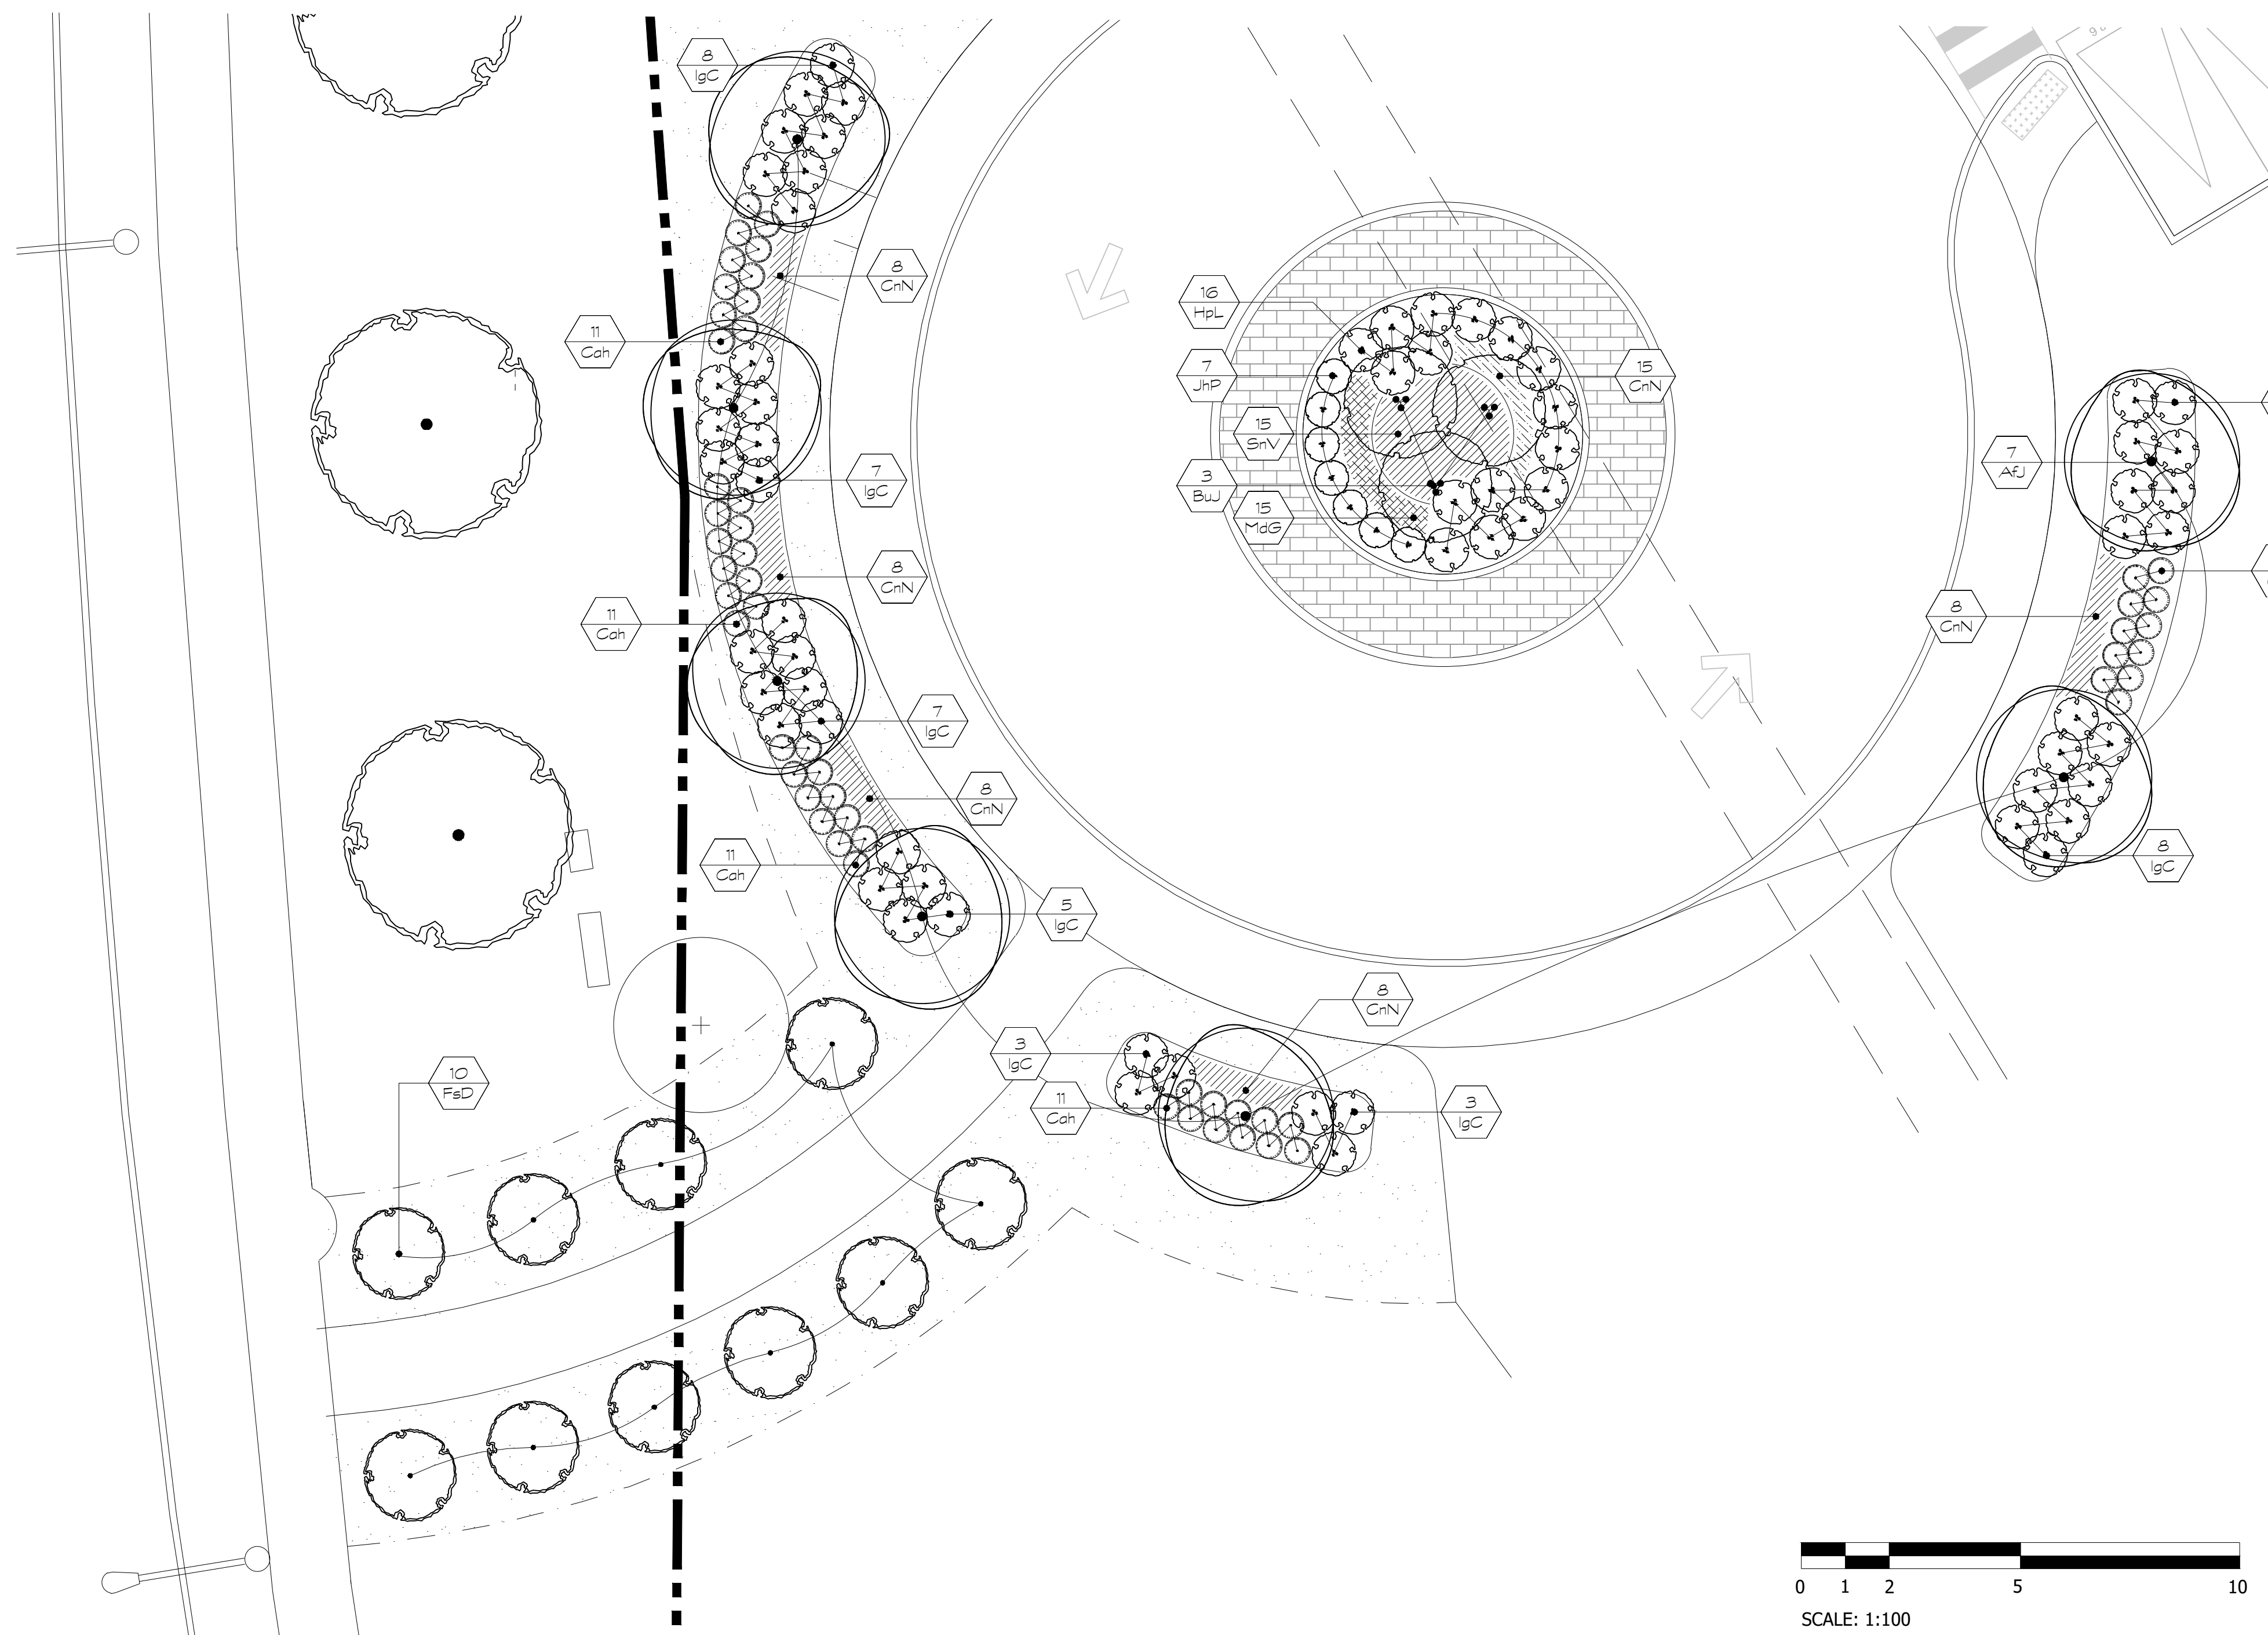 8
IgC
8
CnN
16
HpL
11
Cah
7
JhP
15
CnN
15
SnV
7
AfJ
7
IgC
3
BuJ
15
MdG
8
CnN
11
Cah
8
CnN
7
IgC
8
CnN
11
Cah
8
IgC
5
IgC
8
CnN
3
IgC
10
FsD
11
Cah
3
IgC
0 1 2 5 10
SCALE: 1:100